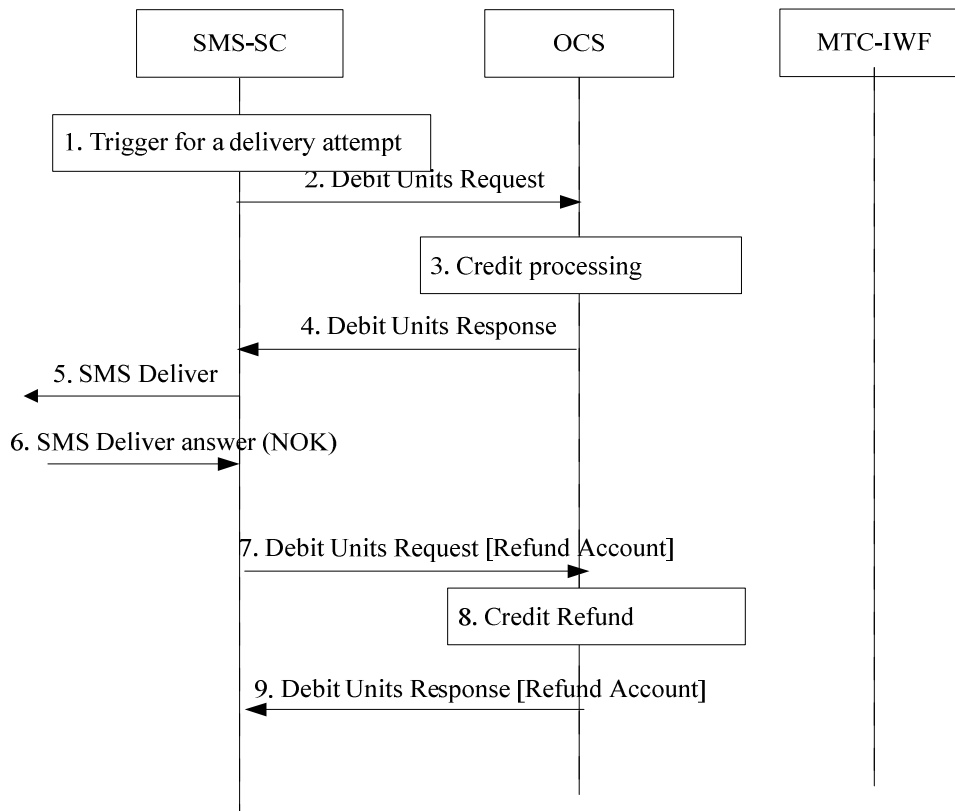 SMS-SC
OCS
MTC-IWF
1. Trigger for a delivery attempt
2. Debit Units Request
3. Credit processing
4. Debit Units Response
5. SMS Deliver
6. SMS Deliver answer (NOK)
7. Debit Units Request [Refund Account]
8. Credit Refund
9. Debit Units Response [Refund Account]